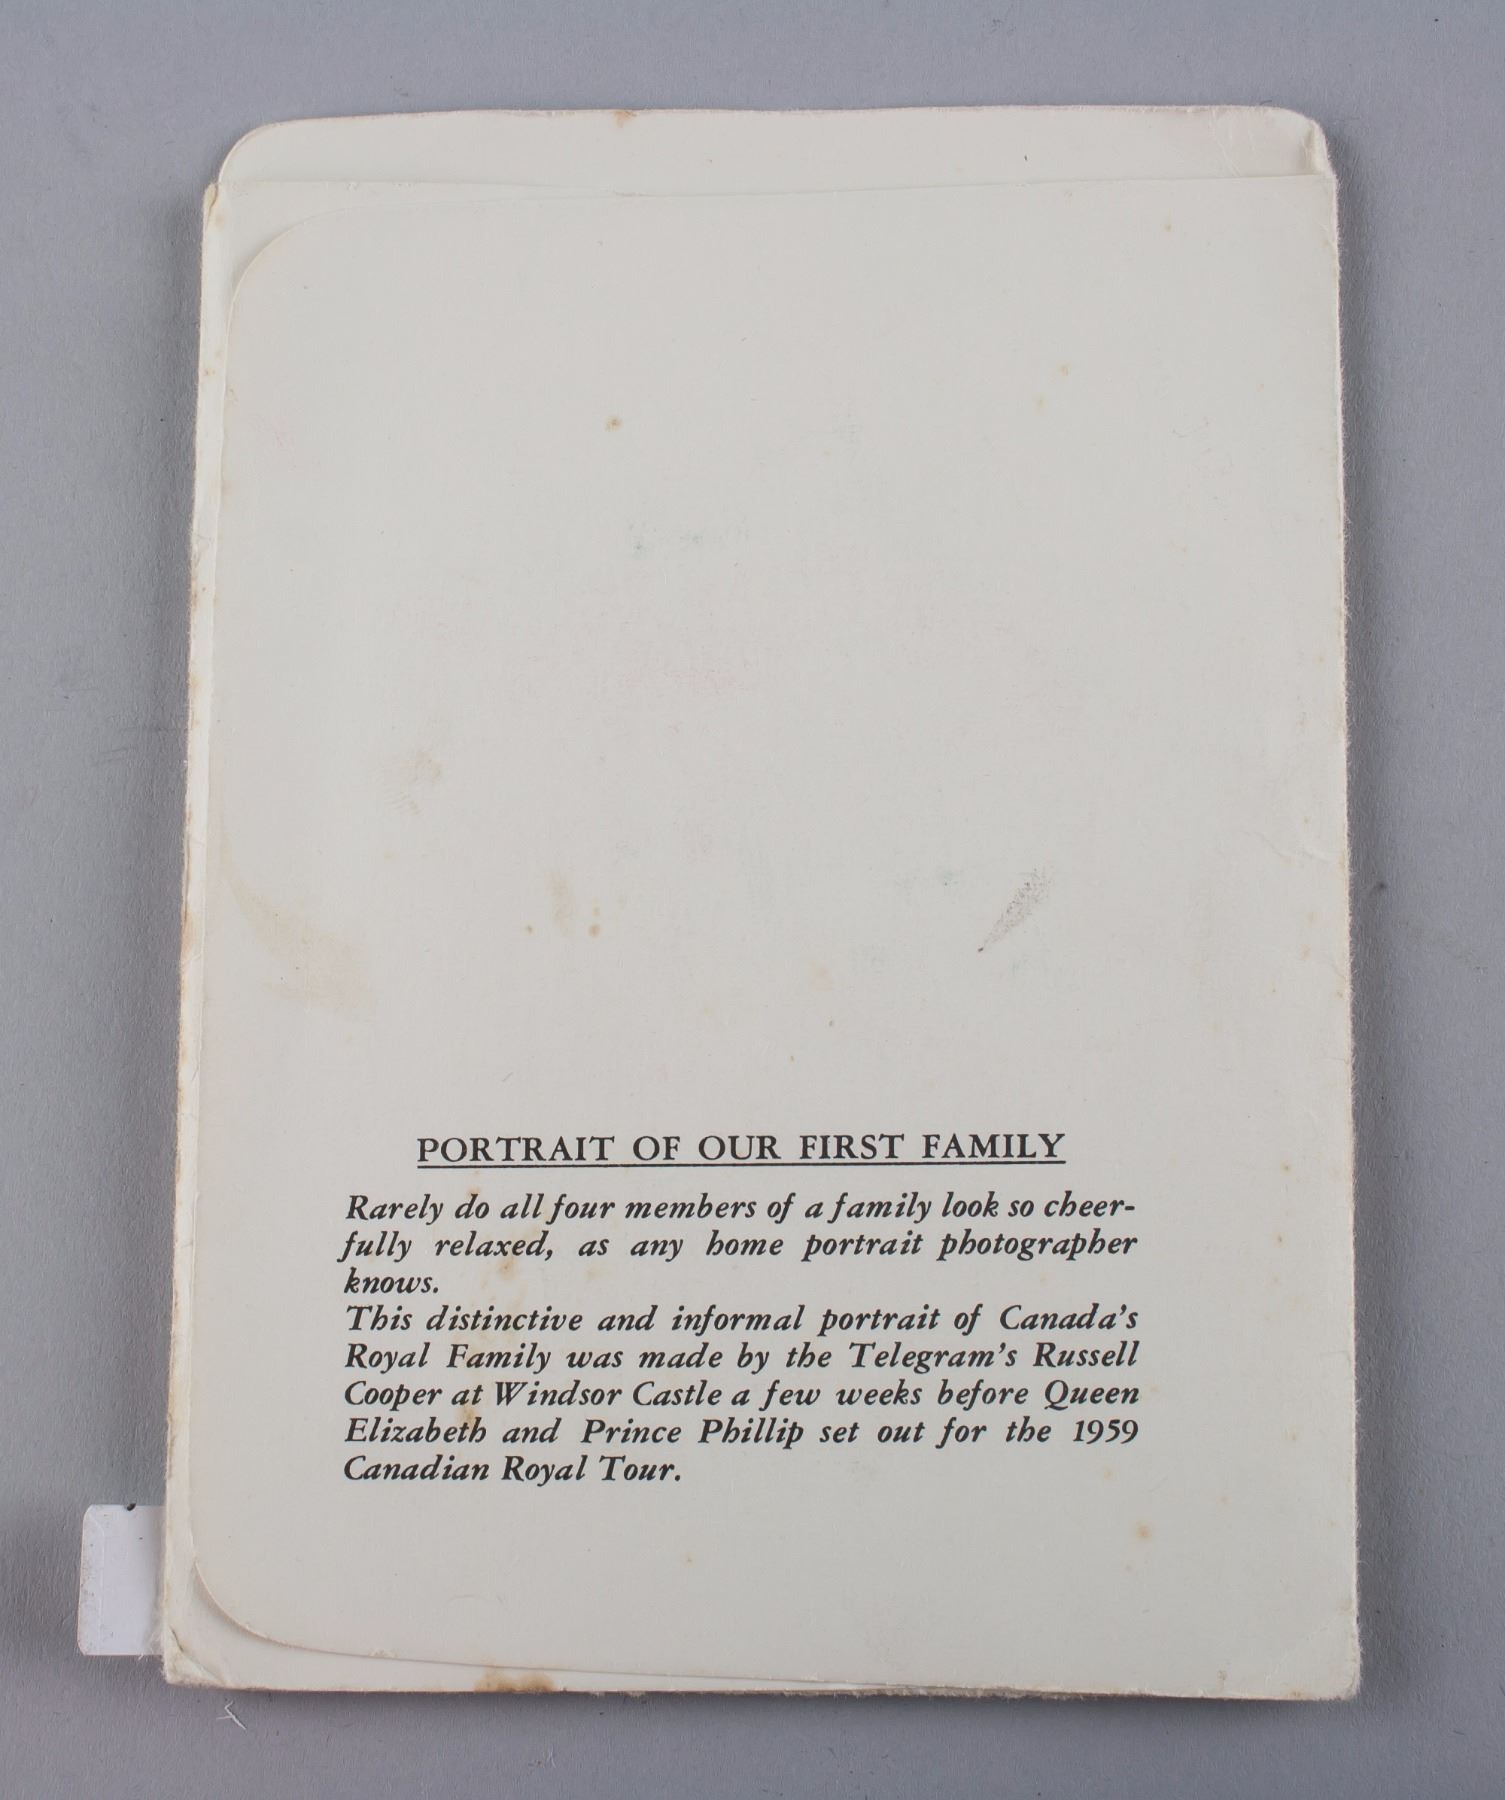 PORTRAIT OF OUR FIRST FAMILY
Rarely do all four members of a family look so cheer-
fully relaxed, as any home portrait photographer
knows.
This distinctive and informal portrait of Canada's
Royal Family was made by the Telegram's Russell
Cooper at Windsor Castle a few weeks before Queen
Elizabeth and Prince Phillip set out for the 1959
Canadian Royal Tour.